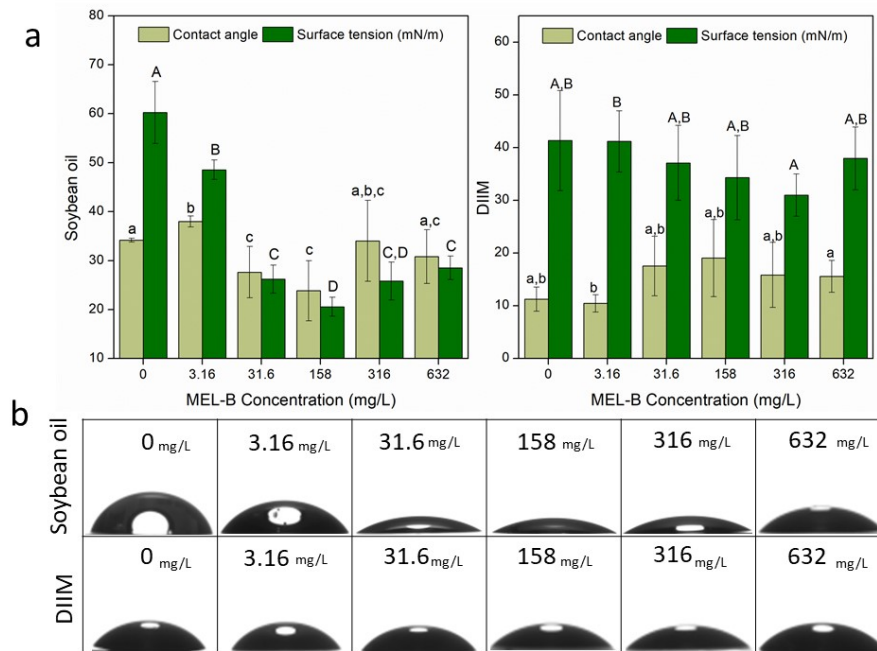 a
Contact angle Surface tension (mN/m)
Soybean oil
80
70
60
50
40
30
20
10
a A b B c C c D a,b,c C,D a,c C
0 3.16 31.6 158 316 632
MEL-B Concentration (mg/L)
Contact angle Surface tension (mN/m)
DIIM
60
50
40
30
20
10
0
a,b A,B b B a,b A,B a,b A,B a,b A a A,B
0 3.16 31.6 158 316 632
MEL-B Concentration (mg/L)
b
Soybean oil
0 mg/L 3.16 mg/L 31.6 mg/L 158 mg/L 316 mg/L 632 mg/L
DIIM
0 mg/L 3.16 mg/L 31.6 mg/L 158 mg/L 316 mg/L 632 mg/L